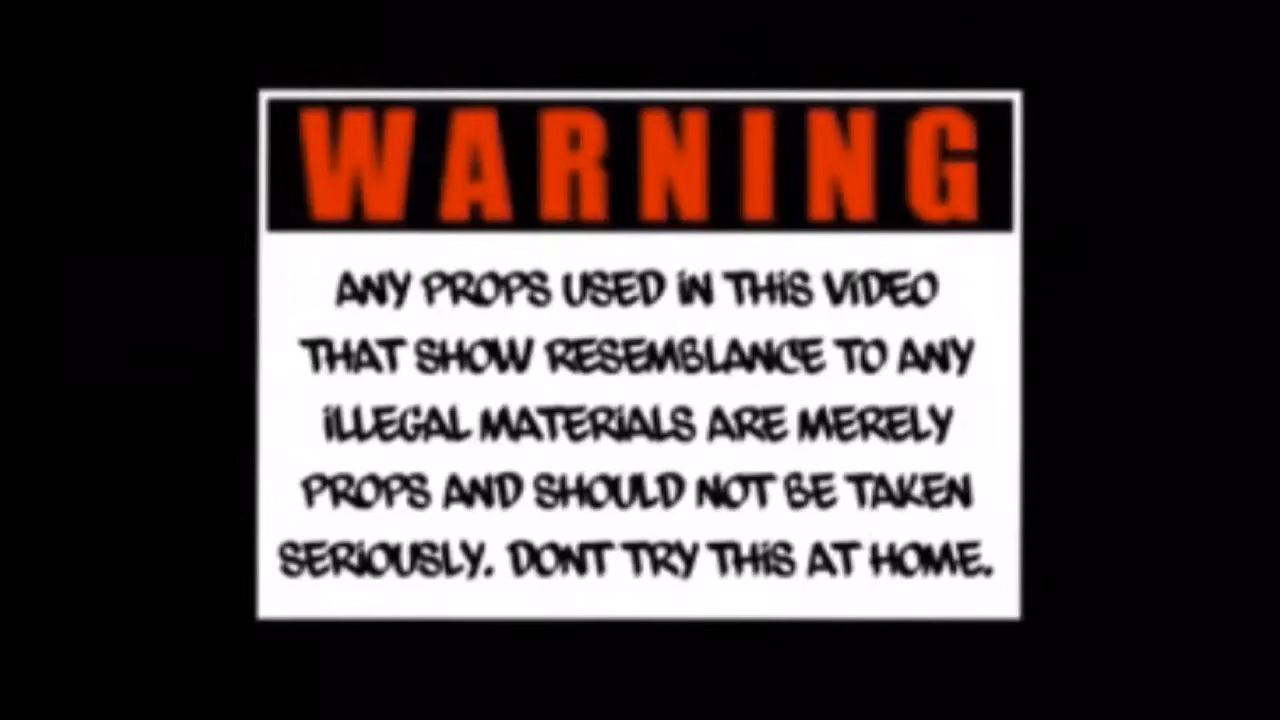 WARNING
ANY PROPS USED iN THiS ViDEO
THAT SHOW RESEMBLANCE TO ANY
iLLEGAL MATERiALS ARE MERELY
PROPS AND SHOULD NOT BE TAKEN
SERiOUSLY. DONT TRY THiS AT HOME.